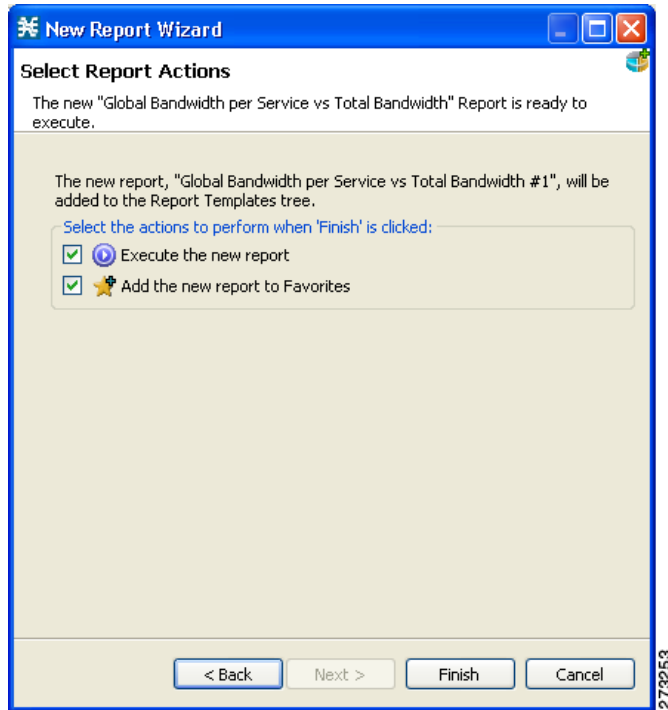 New Report Wizard
Select Report Actions
The new "Global Bandwidth per Service vs Total Bandwidth" Report is ready to
execute.
The new report, "Global Bandwidth per Service vs Total Bandwidth #1", will be
added to the Report Templates tree.
Select the actions to perform when 'Finish' is clicked:
Execute the new report
Add the new report to Favorites
< Back
Next >
Finish
Cancel
273253